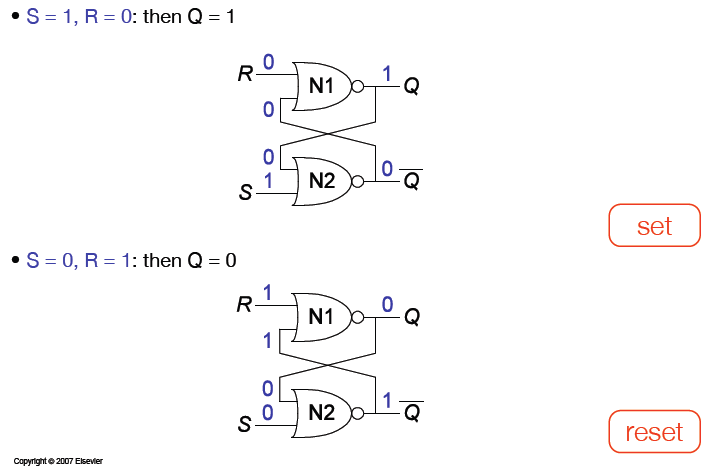 • S = 1, R = 0: then Q = 1
R 0
N1
1 Q
0
0
1
S
N2
0 Q̅
set
• S = 0, R = 1: then Q = 0
R 1
N1
0 Q
1
0
0
S
N2
1 Q̅
reset
Copyright © 2007 Elsevier